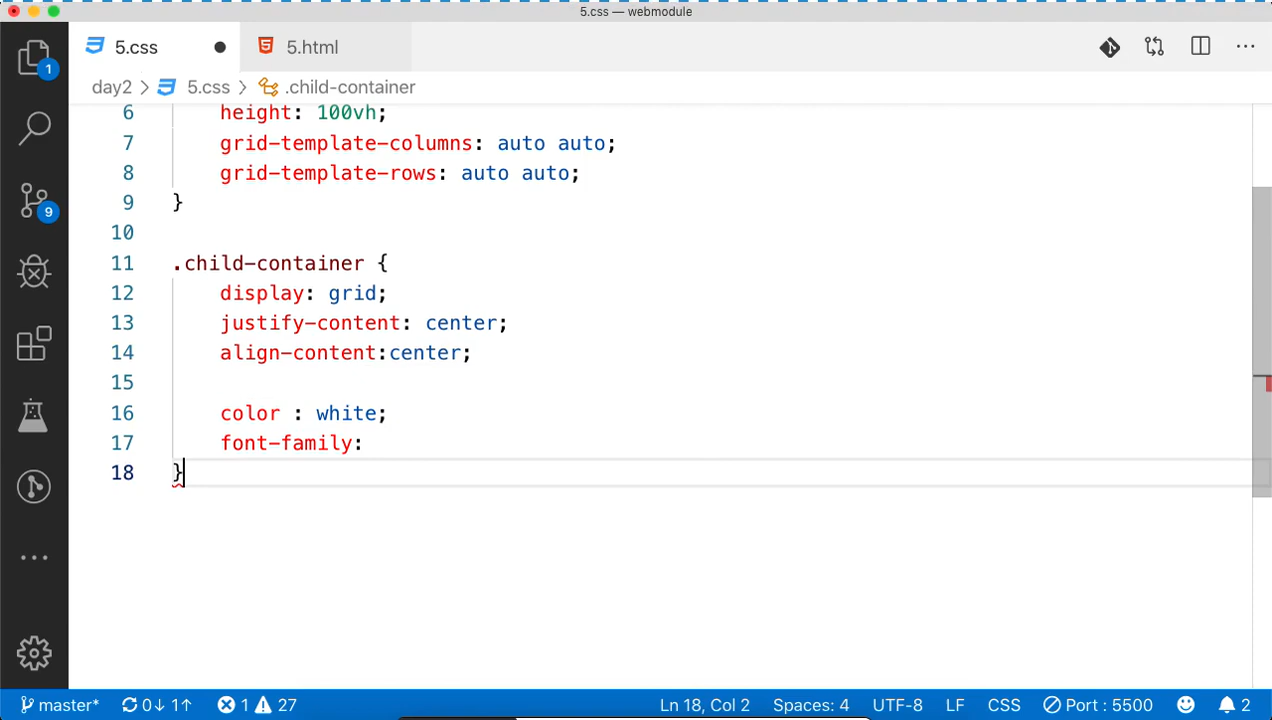 5.css — webmodule
5.css
5.html
day2 > 5.css > .child-container
6 height: 100vh;
7 grid-template-columns: auto auto;
8 grid-template-rows: auto auto;
9 }
10
11 .child-container {
12 display: grid;
13 justify-content: center;
14 align-content:center;
15
16 color : white;
17 font-family:
18 }
1
9
master* 0↓ 1↑ 1 27 Ln 18, Col 2 Spaces: 4 UTF-8 LF CSS Port : 5500 2